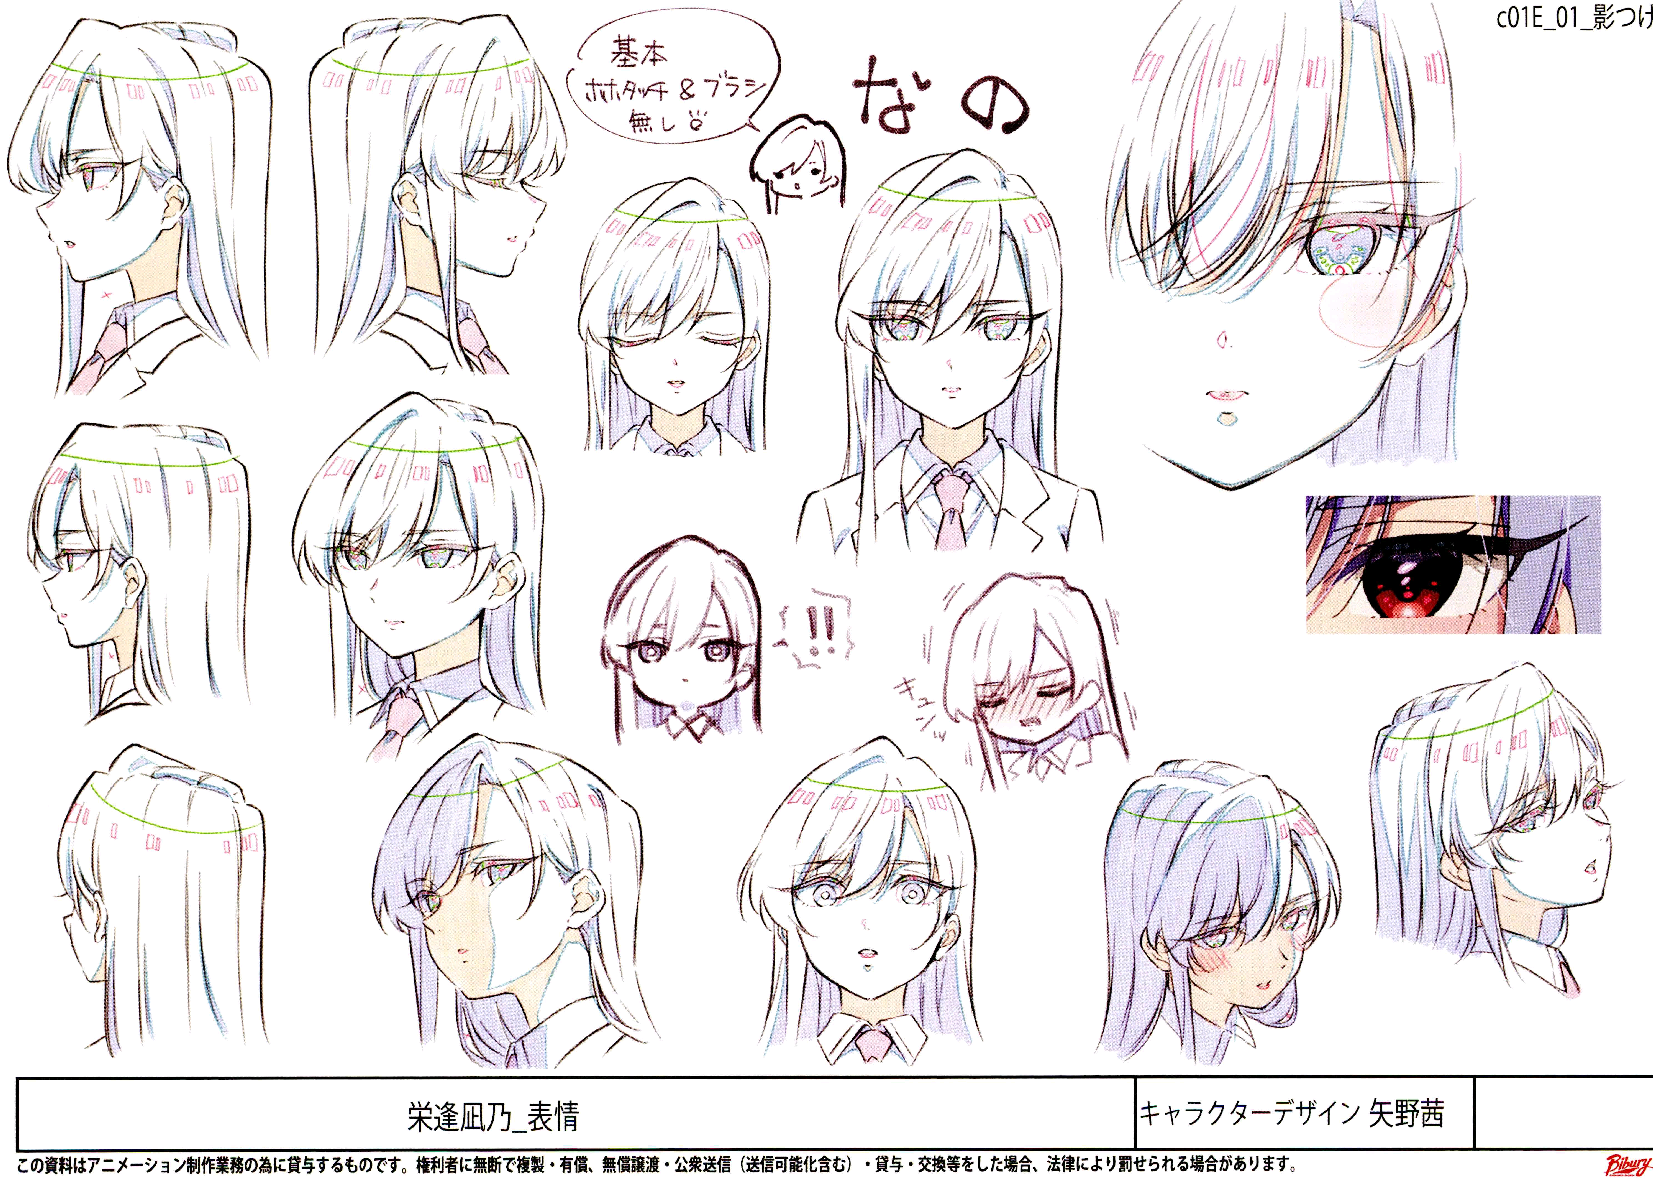 c01E_01_影つけ
基本
ホホタッチ&ブラシ
無し
なの
!!
キュン
栄逢凪乃_表情
キャラクターデザイン 矢野茜
この資料はアニメーション制作業務の為に貸与するものです。権利者に無断で複製・有償、無償譲渡・公衆送信（送信可能化含む）・貸与・交換等をした場合、法律により罰せられる場合があります。
Bibury